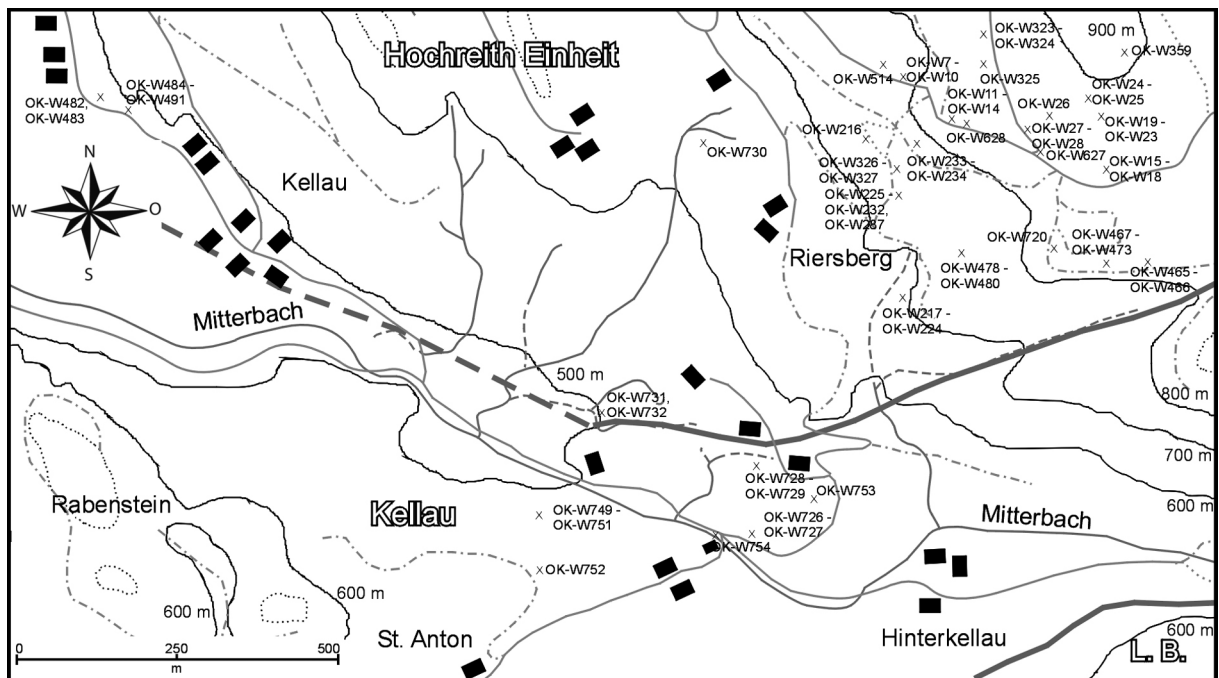 Hochreith Einheit
OK-W323 -
OK-W324
900 m
OK-W359
OK-W7 -
OK-W10
OK-W514
OK-W325
OK-W24 -
OK-W25
OK-W484 -
OK-W491
OK-W482,
OK-W483
OK-W11 -
OK-W14
OK-W26
OK-W19 -
OK-W23
OK-W216
OK-W628
OK-W27 -
OK-W28
OK-W627
OK-W730
OK-W326 -
OK-W327
OK-W233 -
OK-W234
OK-W15 -
OK-W18
N
W
O
S
Kellau
OK-W225 -
OK-W232,
OK-W287
OK-W720
OK-W467 -
OK-W473
Riersberg
OK-W478 -
OK-W480
OK-W465 -
OK-W466
Mitterbach
OK-W217 -
OK-W224
500 m
OK-W731,
OK-W732
800 m
700 m
OK-W728 -
OK-W729
OK-W753
Rabenstein
Kellau
OK-W749 -
OK-W751
OK-W726 -
OK-W727
Mitterbach
600 m
OK-W754
OK-W752
600 m
600 m
St. Anton
Hinterkellau
600 m
L. B.
0
250
500
m